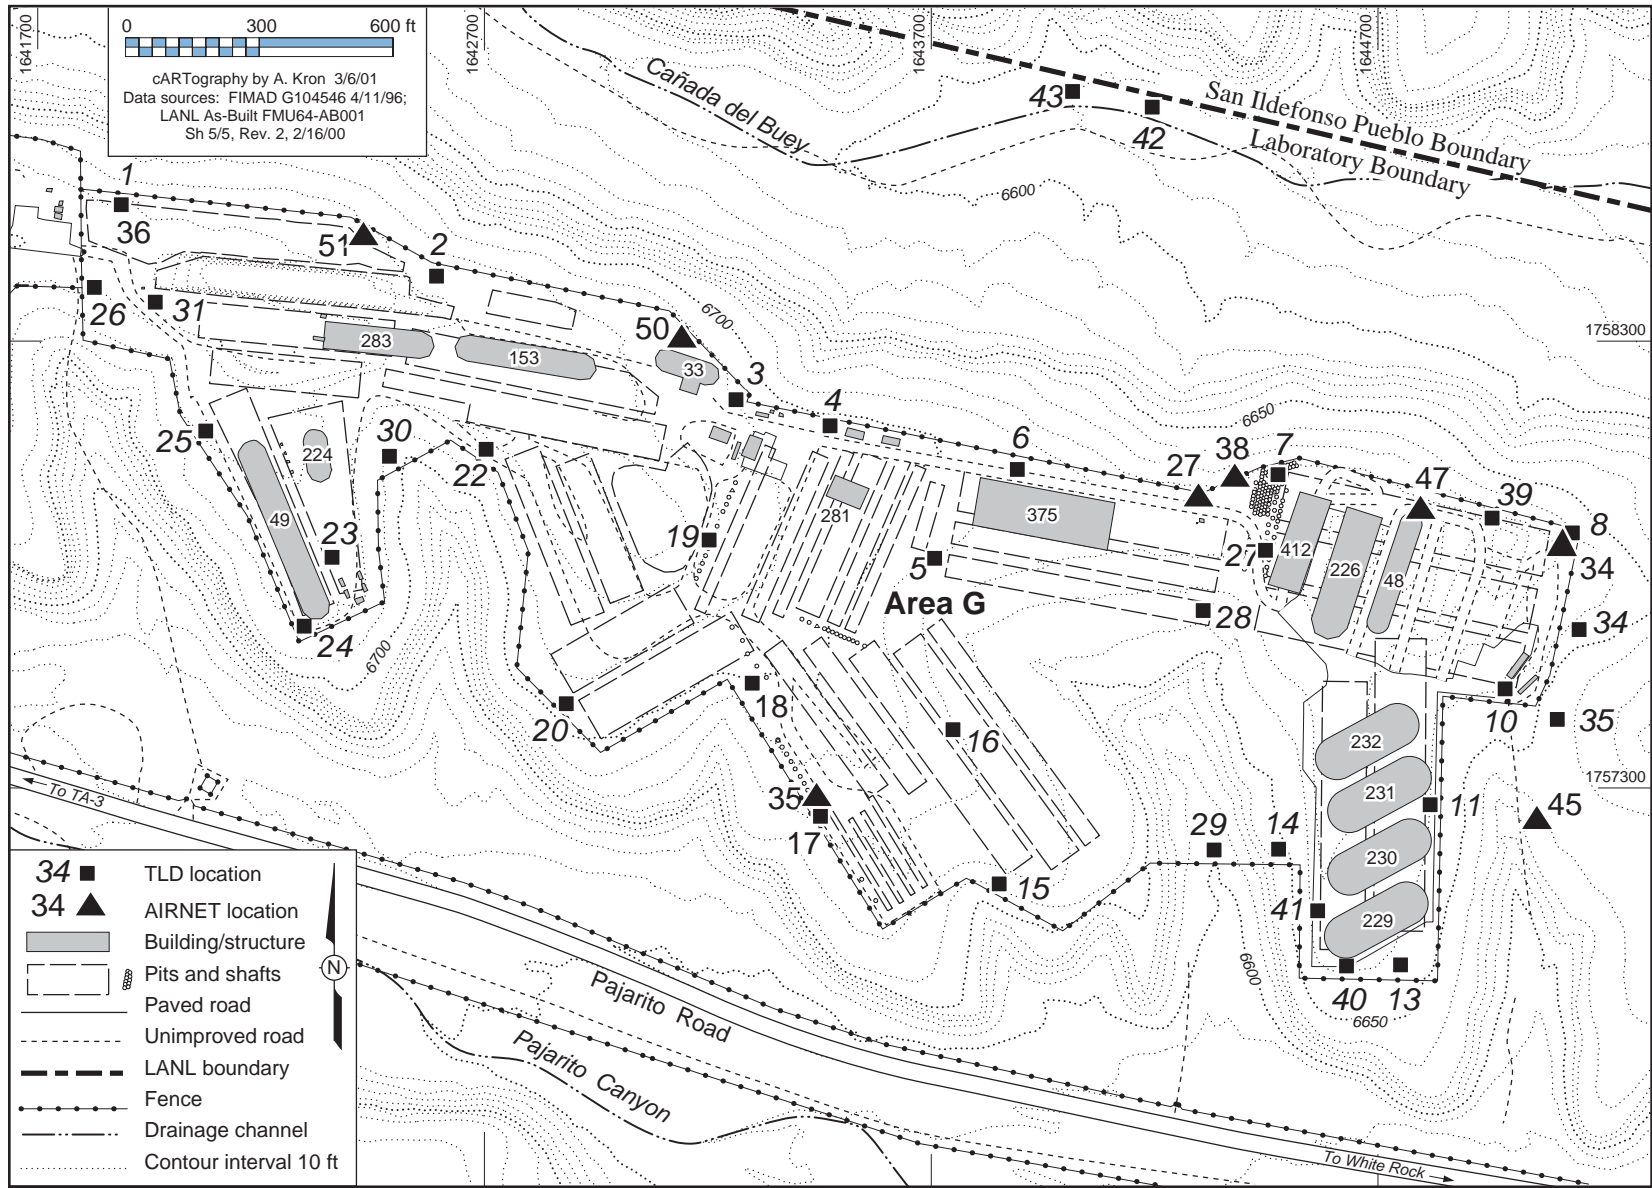 0 300 600 ft
cARTography by A. Kron 3/6/01
Data sources: FIMAD G104546 4/11/96;
LANL As-Built FMU64-AB001
Sh 5/5, Rev. 2, 2/16/00
1641700
1642700
1643700
1644700
Cañada del Buey
43
42
San Ildefonso Pueblo Boundary
Laboratory Boundary
6600
1
36
51
2
26
31
50
6700
283
153
33
3
1758300
4
6650
25
30
22
6
27
38
7
47
39
8
224
49
23
19
281
375
5
27
412
226
48
34
Area G
28
34
24
6700
20
18
16
10
35
232
1757300
To TA-3
35
17
231
11
45
29
14
230
15
41
229
6600
40
13
6650
34 TLD location
34 AIRNET location
Building/structure
Pits and shafts
Paved road
Unimproved road
LANL boundary
Fence
Drainage channel
Contour interval 10 ft
N
Pajarito Road
Pajarito Canyon
To White Rock